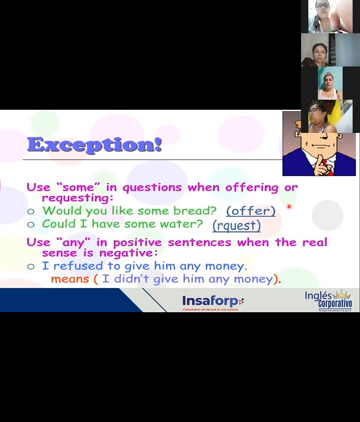 Exception!
Use “some” in questions when offering or
requesting:
Would you like some bread? (offer)
Could I have some water? (rquest)
Use “any” in positive sentences when the real
sense is negative:
I refused to give him any money.
means ( I didn’t give him any money).
Insaforp
Inglés
Corporativo